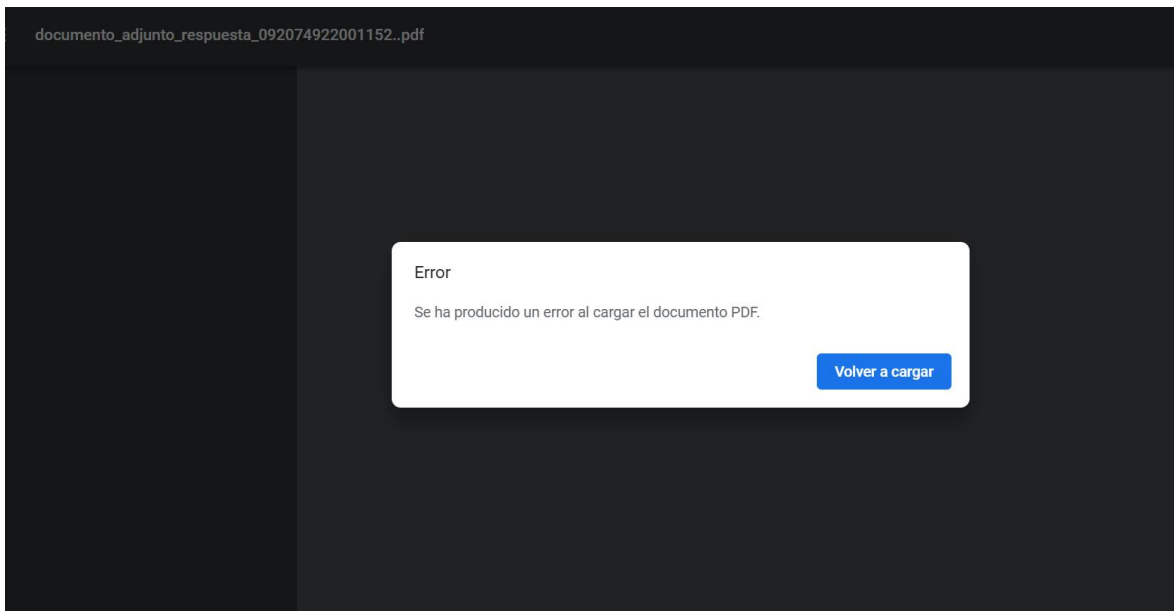 documento_adjunto_respuesta_092074922001152..pdf
Error
Se ha producido un error al cargar el documento PDF.
Volver a cargar